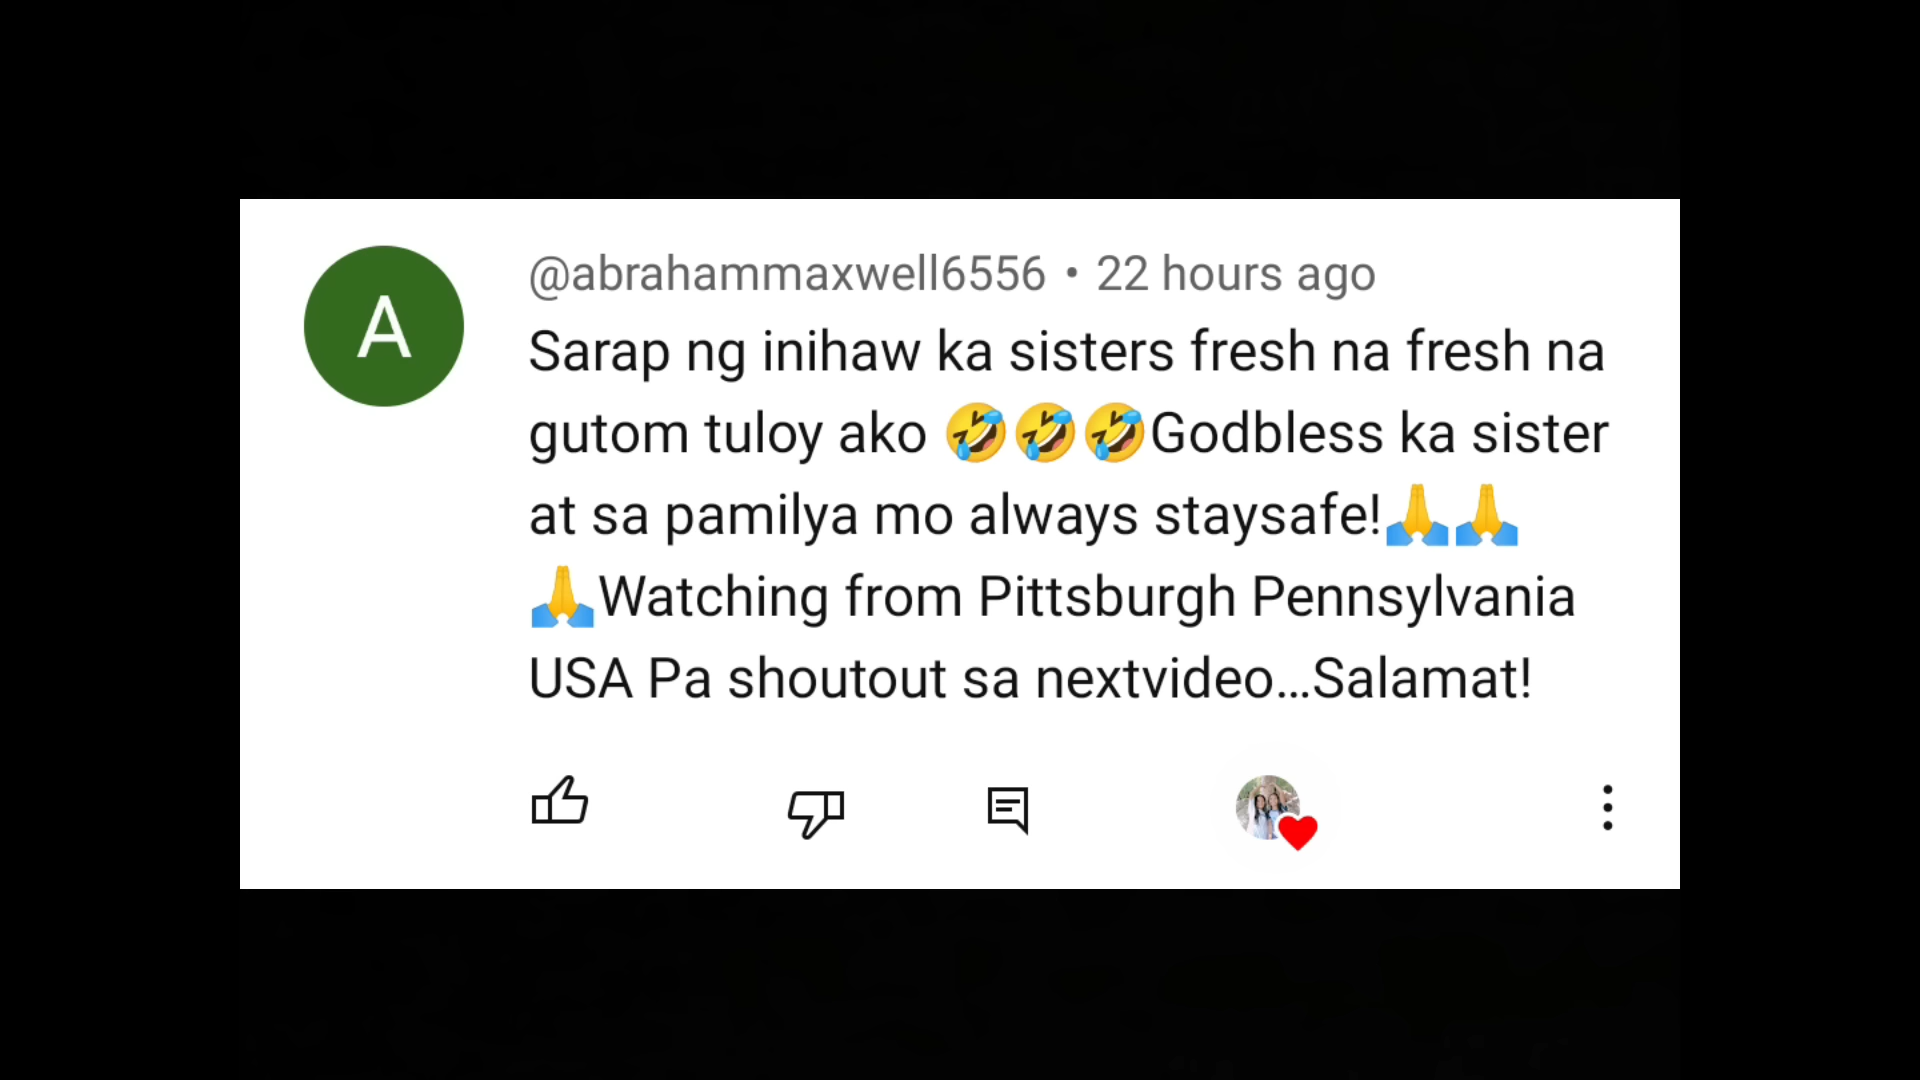 A
@abrahammaxwell6556 • 22 hours ago
Sarap ng inihaw ka sisters fresh na fresh na
gutom tuloy ako 🤣🤣🤣Godbless ka sister
at sa pamilya mo always staysafe!🙏🙏
🙏Watching from Pittsburgh Pennsylvania
USA Pa shoutout sa nextvideo...Salamat!